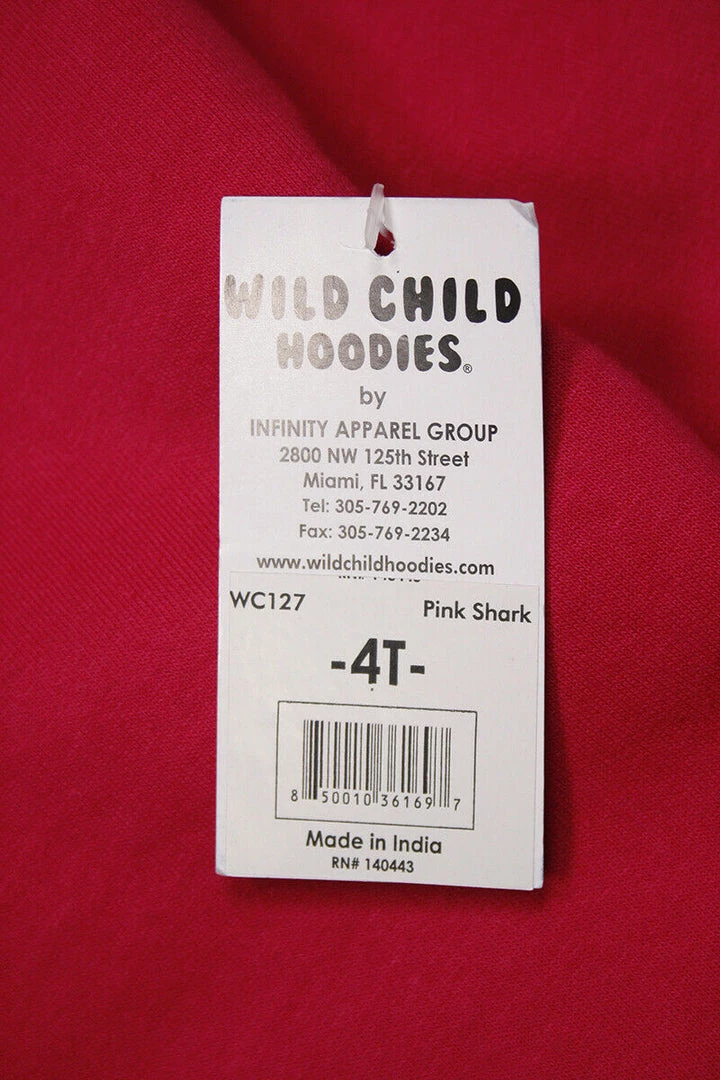 WILD CHILD
HOODIES®
by
INFINITY APPAREL GROUP
2800 NW 125th Street
Miami, FL 33167
Tel: 305-769-2202
Fax: 305-769-2234
www.wildchildhoodies.com
WC127 Pink Shark
-4T-
8 50010 36169 7
Made in India
RN# 140443